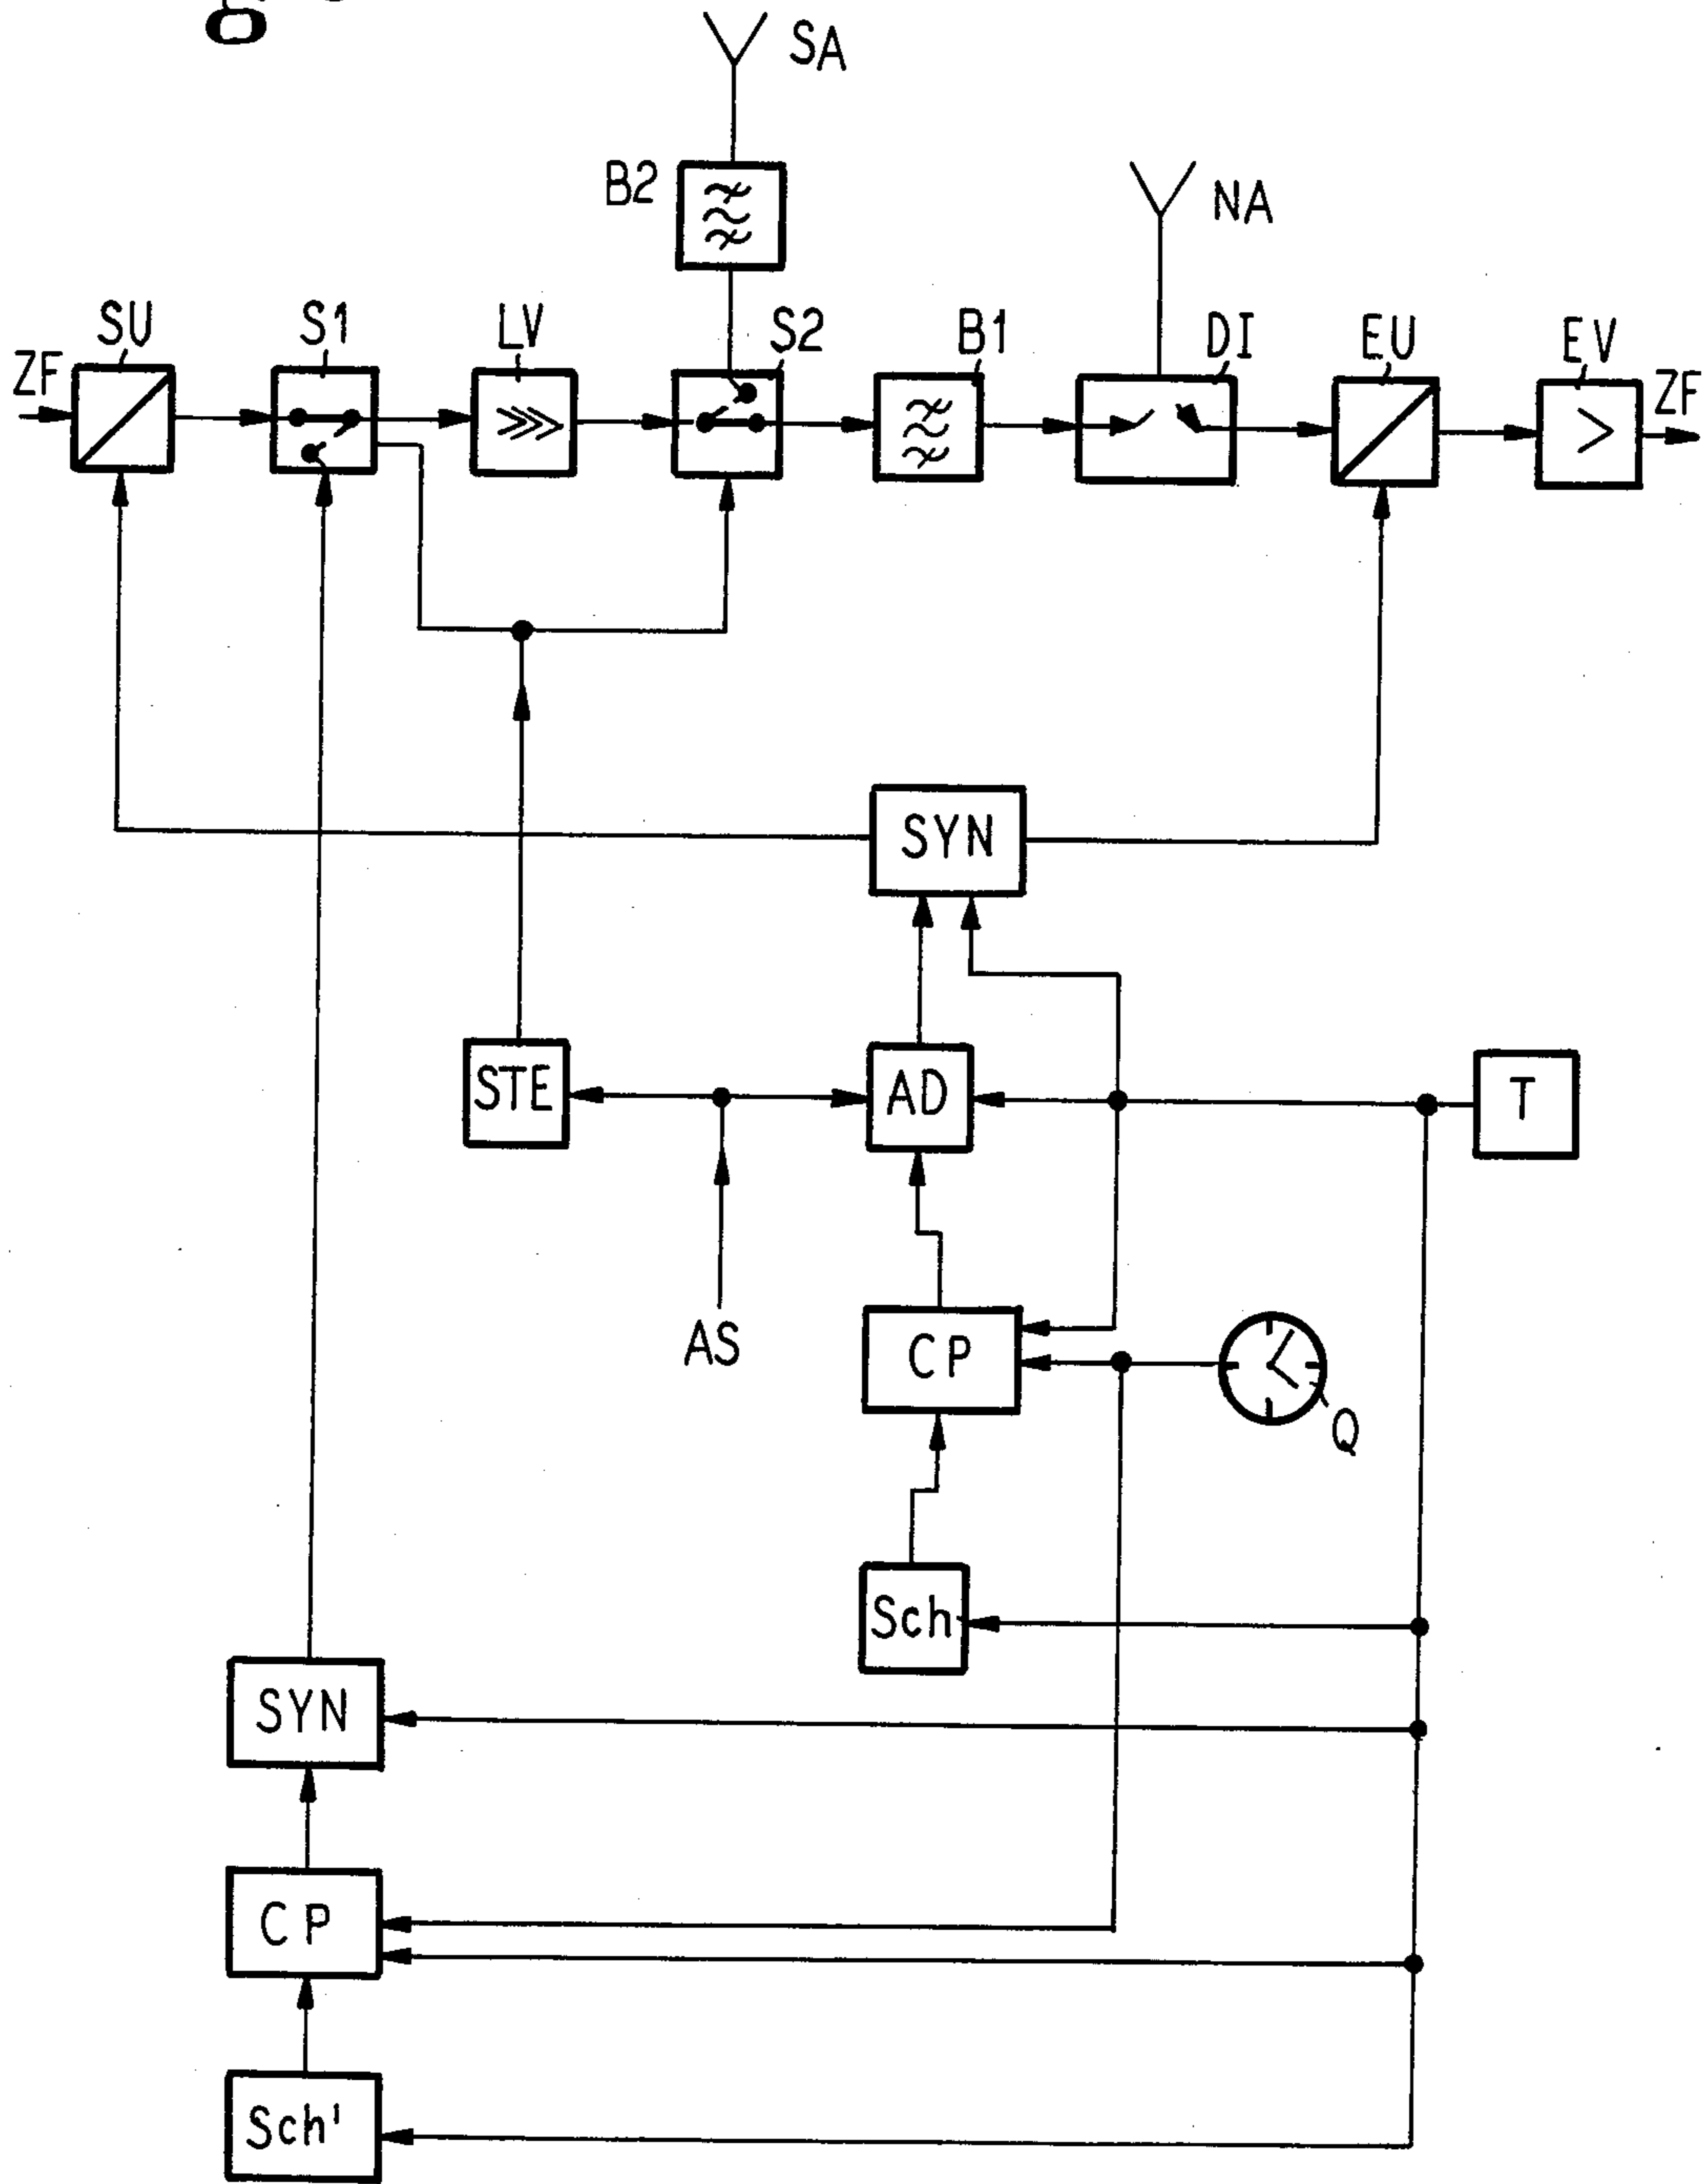 g
SA
B2
NA
SU
S1
LV
S2
B1
DI
EU
EV
ZF
ZF
SYN
STE
AD
T
AS
CP
Q
Sch
SYN
CP
Sch'